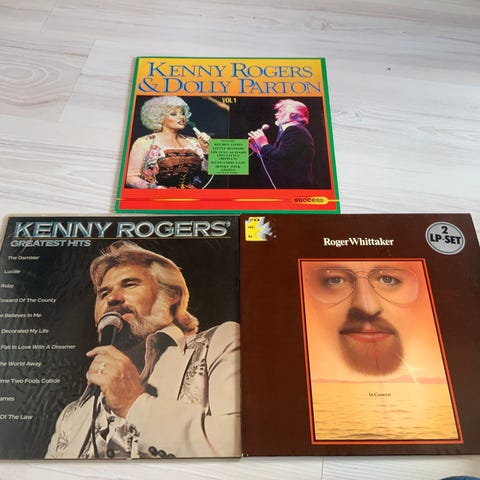 KENNY ROGERS
& DOLLY PARTON
VOL 1
success
KENNY ROGERS'
GREATEST HITS
The Gambler
Lucille
Ruby
Coward Of The County
Believes In Me
Decorated My Life
Fall In Love With A Dreamer
The World Away
Time Two Fools Collide
ames
Of The Law
Roger Whittaker
2
LP-SET
In Concert